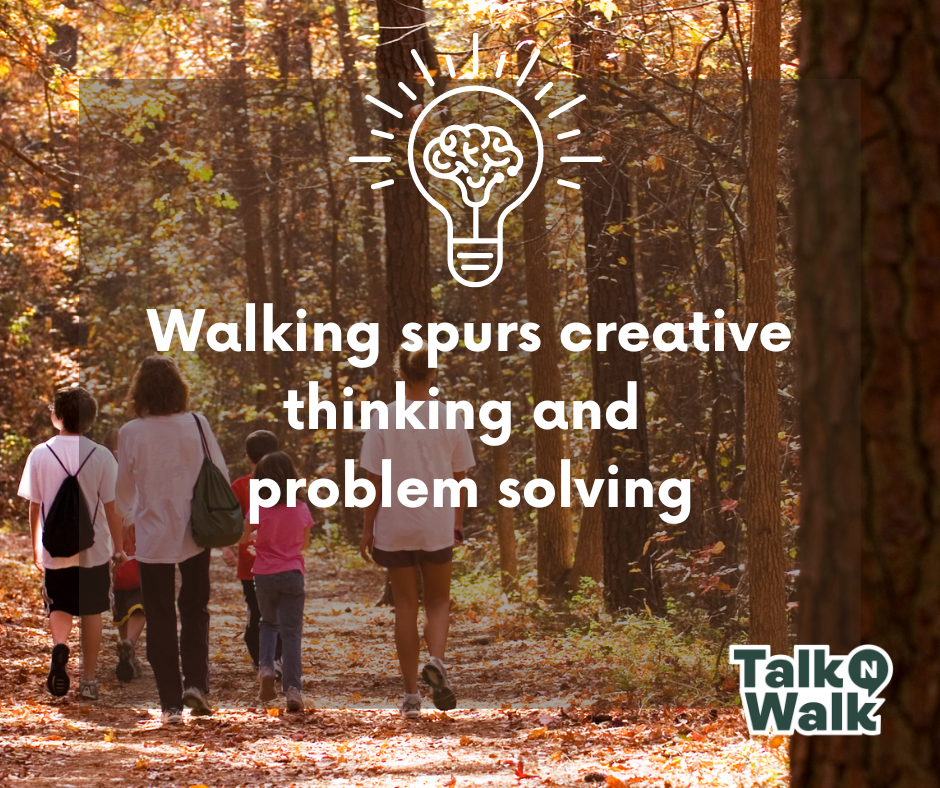 Walking spurs creative
thinking and
problem solving
Talk N
Walk